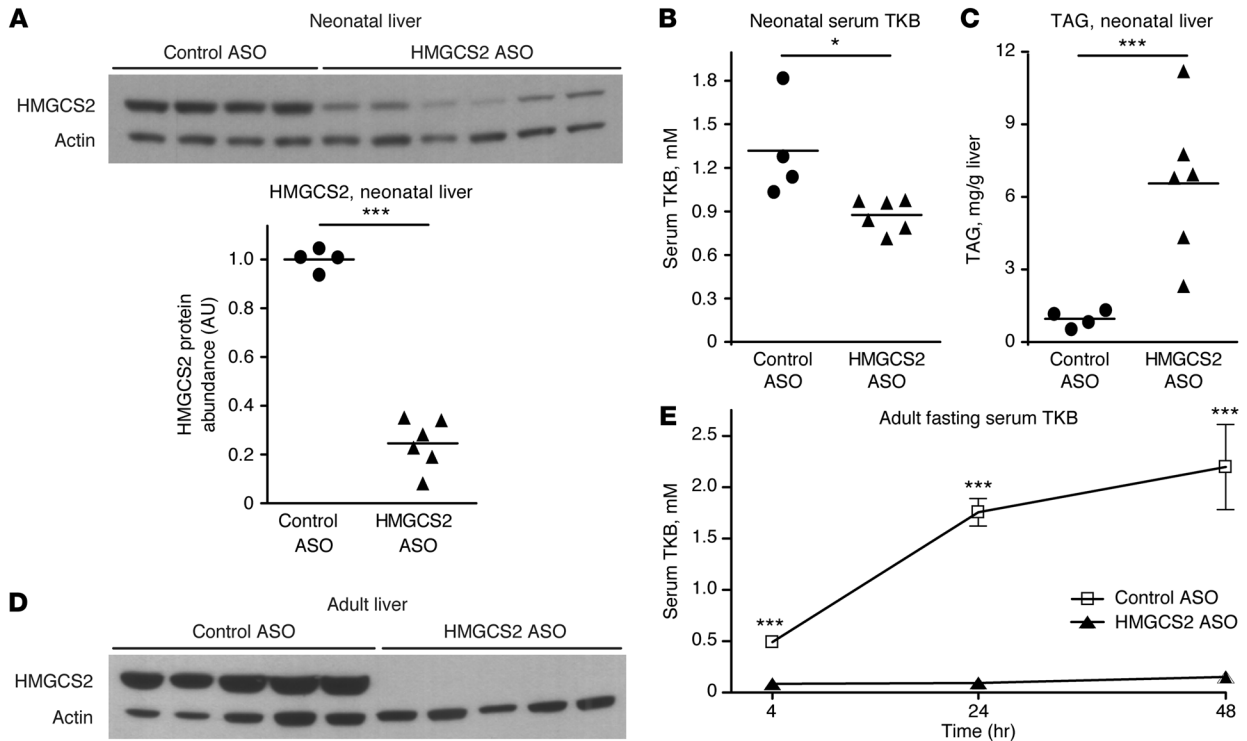 A
Neonatal liver
Control ASO
HMGCS2 ASO
HMGCS2
Actin
HMGCS2, neonatal liver
***
HMGCS2 protein
abundance (AU)
1.0
0.8
0.6
0.4
0.2
0
Control
ASO
HMGCS2
ASO
B
Neonatal serum TKB
*
Serum TKB, mM
1.8
1.5
1.2
0.9
0.6
0.3
0
Control
ASO
HMGCS2
ASO
C
TAG, neonatal liver
***
TAG, mg/g liver
12
9
6
3
0
Control
ASO
HMGCS2
ASO
D
Adult liver
Control ASO
HMGCS2 ASO
HMGCS2
Actin
E
Adult fasting serum TKB
***
***
***
Serum TKB, mM
2.5
2.0
1.5
1.0
0.5
0
Control ASO
HMGCS2 ASO
4
24
48
Time (hr)